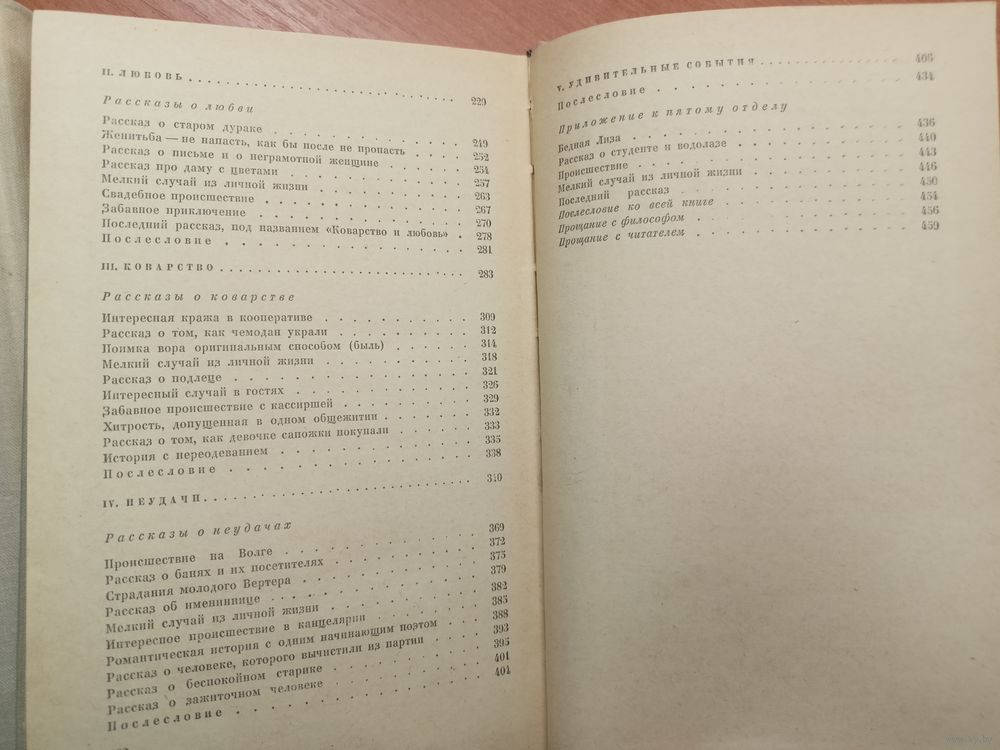 II. ЛЮБОВЬ . . . 229
Рассказы о любви
Рассказ о старом дураке . . . 249
Женитьба — не напасть, как бы после не пропасть . . . 252
Рассказ о письме и о неграмотной женщине . . . 254
Рассказ про даму с цветами . . . 257
Мелкий случай из личной жизни . . . 263
Свадебное происшествие . . . 267
Забавное приключение . . . 270
Последний рассказ, под названием «Коварство и любовь» . 278
Послесловие . . . 281
III. КОВАРСТВО . . . 283
Рассказы о коварстве
Интересная кража в кооперативе . . . 309
Рассказ о том, как чемодан украли . . . 312
Поимка вора оригинальным способом (быль) . . . 314
Мелкий случай из личной жизни . . . 318
Рассказ о подлеце . . . 321
Интересный случай в гостях . . . 326
Забавное происшествие с кассиршей . . . 329
Хитрость, допущенная в одном общежитии . . . 332
Рассказ о том, как девочке сапожки покупали . . . 333
История с переодеванием . . . 335
Послесловие . . . 338
IV. НЕУДАЧИ . . . 340
Рассказы о неудачах
Происшествие на Волге . . . 369
Рассказ о банях и их посетителях . . . 372
Страдания молодого Вертера . . . 375
Рассказ об имениннице . . . 379
Мелкий случай из личной жизни . . . 382
Интересное происшествие в канцелярии . . . 385
Романтическая история с одним начинающим поэтом . . . 388
Рассказ о человеке, которого вычистили из партии . . . 393
Рассказ о беспокойном старике . . . 395
Рассказ о зажиточном человеке . . . 401
Послесловие . . . 404
V. УДИВИТЕЛЬНЫЕ СОБЫТИЯ . . . 406
Послесловие . . . 434
Приложение к пятому отделу
Бедная Лиза . . . 436
Рассказ о студенте и водолазе . . . 440
Происшествие . . . 443
Мелкий случай из личной жизни . . . 446
Последний рассказ . . . 450
Послесловие ко всей книге . . . 454
Прощание с философом . . . 456
Прощание с читателем . . . 459